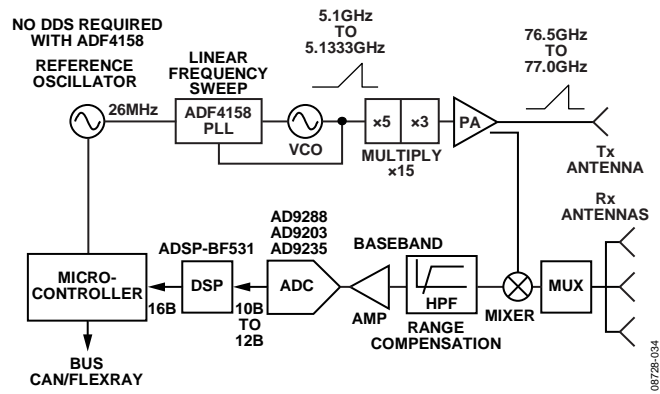 NO DDS REQUIRED
WITH ADF4158
REFERENCE
OSCILLATOR
26MHz
LINEAR
FREQUENCY
SWEEP
ADF4158
PLL
VCO
5.1GHz
TO
5.1333GHz
×5
×3
MULTIPLY
×15
PA
76.5GHz
TO
77.0GHz
Tx
ANTENNA
Rx
ANTENNAS
MICRO-
CONTROLLER
16B
BUS
CAN/FLEXRAY
ADSP-BF531
DSP
10B
TO
12B
AD9288
AD9203
AD9235
ADC
AMP
BASEBAND
HPF
RANGE
COMPENSATION
MIXER
MUX
08728-034